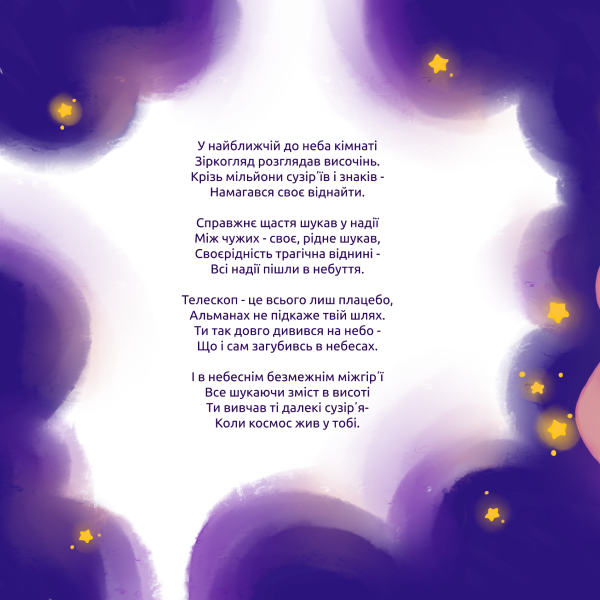 У найближчій до неба кімнаті
Зіркогляд розглядав височінь.
Крізь мільйони сузір'їв і знаків -
Намагався своє віднайти.
Справжнє щастя шукав у надії
Між чужих - своє, рідне шукав,
Своєрідність трагічна віднині -
Всі надії пішли в небуття.
Телескоп - це всього лиш плацебо,
Альманах не підкаже твій шлях.
Ти так довго дивився на небо -
Що і сам загубивсь в небесах.
І в небеснім безмежнім міжгір'ї
Все шукаючи зміст в висоті
Ти вивчав ті далекі сузір'я-
Коли космос жив у тобі.